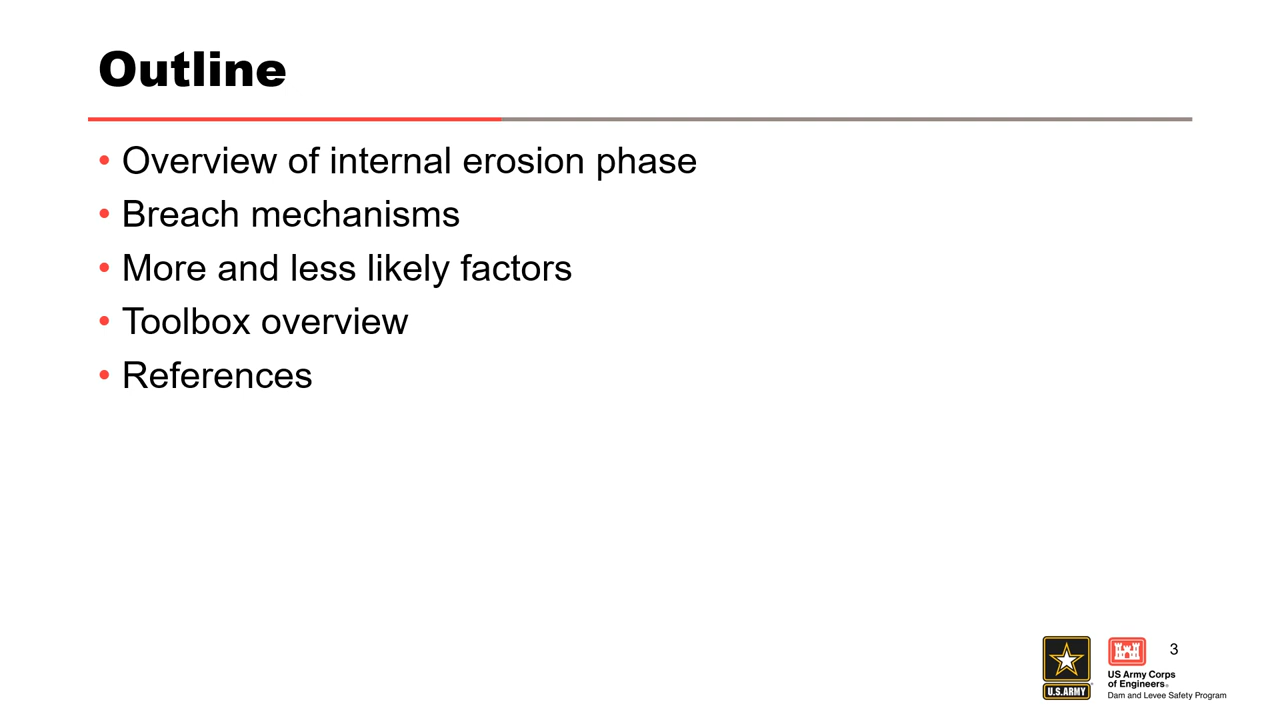 Outline
• Overview of internal erosion phase
• Breach mechanisms
• More and less likely factors
• Toolbox overview
• References
3
U.S.ARMY
US Army Corps
of Engineers®
Dam and Levee Safety Program